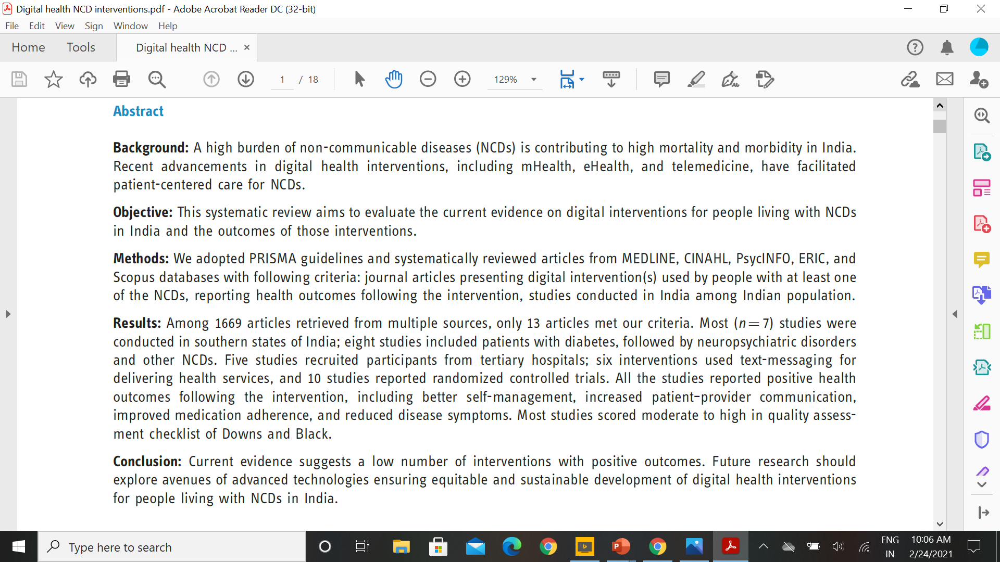 Digital health NCD interventions.pdf - Adobe Acrobat Reader DC (32-bit)
File Edit View Sign Window Help
Home Tools Digital health NCD ... ×
1 / 18 129%
Abstract
Background: A high burden of non-communicable diseases (NCDs) is contributing to high mortality and morbidity in India.
Recent advancements in digital health interventions, including mHealth, eHealth, and telemedicine, have facilitated
patient-centered care for NCDs.
Objective: This systematic review aims to evaluate the current evidence on digital interventions for people living with NCDs
in India and the outcomes of those interventions.
Methods: We adopted PRISMA guidelines and systematically reviewed articles from MEDLINE, CINAHL, PsycINFO, ERIC, and
Scopus databases with following criteria: journal articles presenting digital intervention(s) used by people with at least one
of the NCDs, reporting health outcomes following the intervention, studies conducted in India among Indian population.
Results: Among 1669 articles retrieved from multiple sources, only 13 articles met our criteria. Most (n = 7) studies were
conducted in southern states of India; eight studies included patients with diabetes, followed by neuropsychiatric disorders
and other NCDs. Five studies recruited participants from tertiary hospitals; six interventions used text-messaging for
delivering health services, and 10 studies reported randomized controlled trials. All the studies reported positive health
outcomes following the intervention, including better self-management, increased patient–provider communication,
improved medication adherence, and reduced disease symptoms. Most studies scored moderate to high in quality assess-
ment checklist of Downs and Black.
Conclusion: Current evidence suggests a low number of interventions with positive outcomes. Future research should
explore avenues of advanced technologies ensuring equitable and sustainable development of digital health interventions
for people living with NCDs in India.
Type here to search
ENG
IN
10:06 AM
2/24/2021